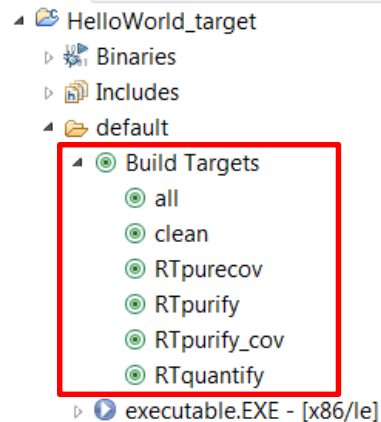 HelloWorld_target
Binaries
Includes
default
Build Targets
all
clean
RTpurecov
RTpurify
RTpurify_cov
RTquantify
executable.EXE - [x86/le]